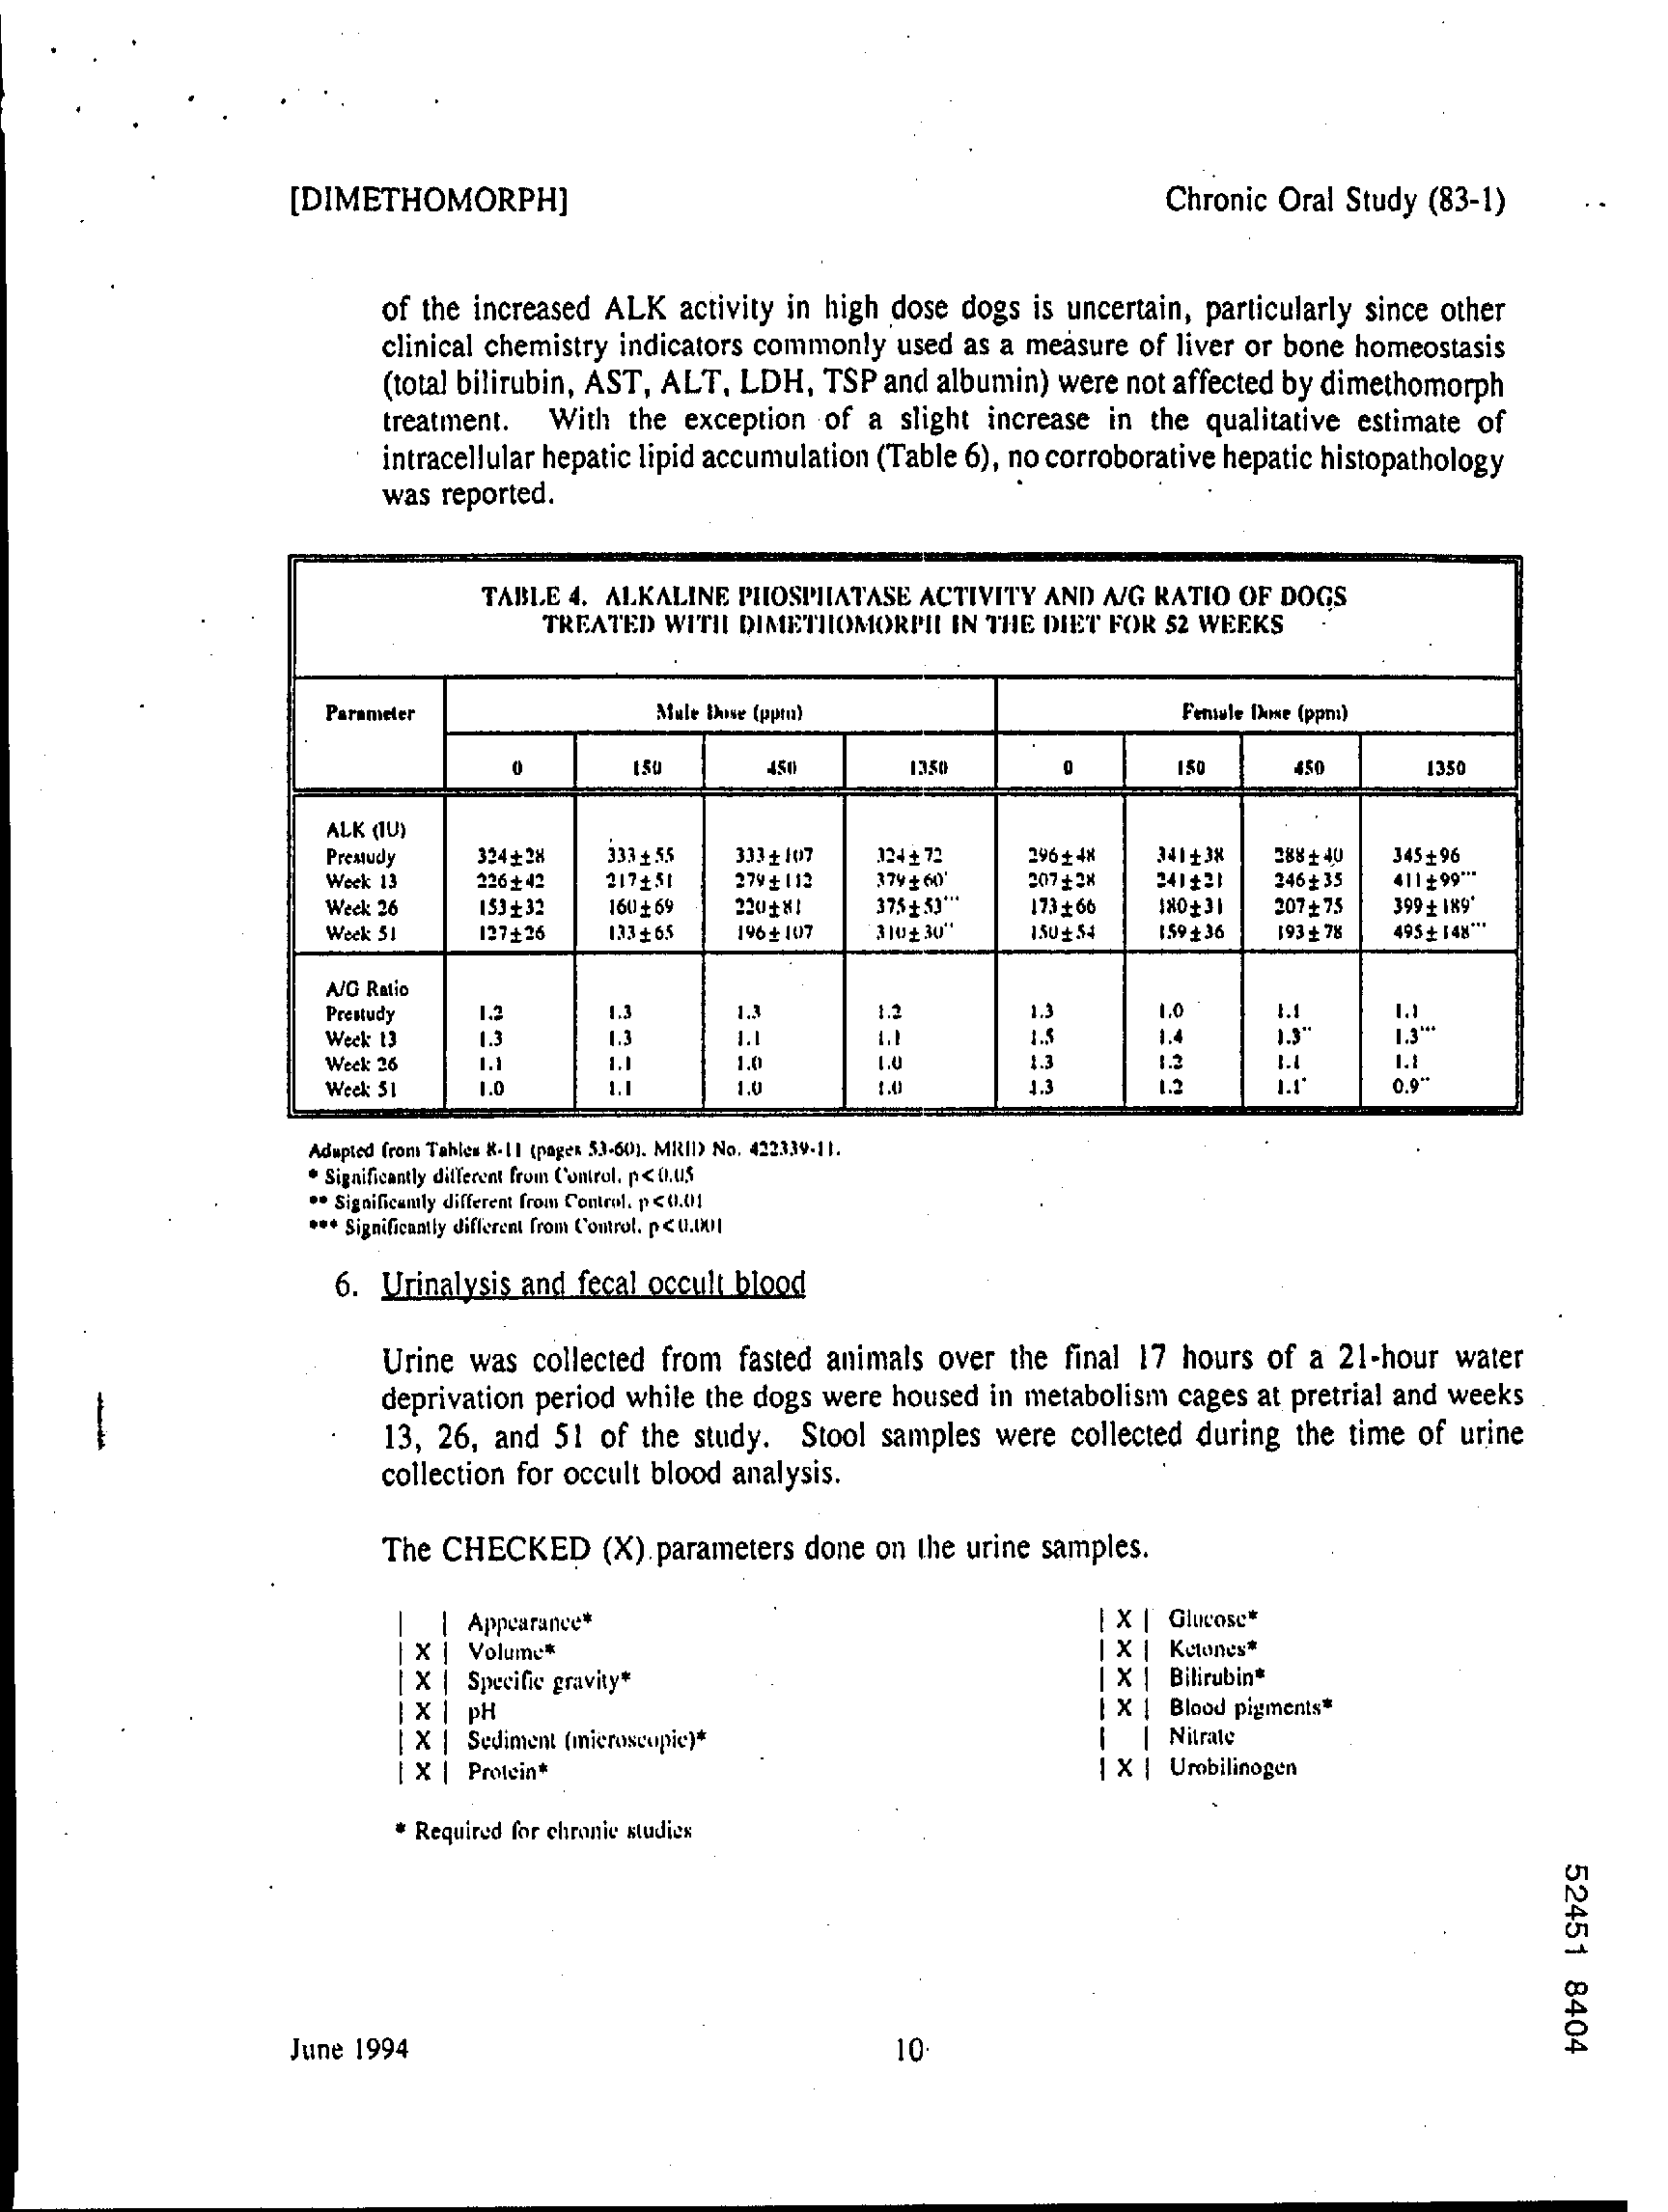 [DIMETHOMORPH] Chronic Oral Study (83-1)
of the increased ALK activity in high dose dogs is uncertain, particularly since other
clinical chemistry indicators commonly used as a measure of liver or bone homeostasis
(total bilirubin, AST, ALT, LDH, TSP and albumin) were not affected by dimethomorph
treatment. With the exception of a slight increase in the qualitative estimate of
intracellular hepatic lipid accumulation (Table 6), no corroborative hepatic histopathology
was reported.
TABLE 4. ALKALINE PHOSPHATASE ACTIVITY AND A/G RATIO OF DOGS
TREATED WITH DIMETHOMORPH IN THE DIET FOR 52 WEEKS
Parameter Male Dose (ppm) Female Dose (ppm)
0 150 450 1350 0 150 450 1350
ALK (IU)
Prestudy 324±28 333±55 333±107 324±72 296±48 341±38 288±40 345±96
Week 13 226±42 217±51 279±112 379±60* 207±28 241±21 246±35 411±99***
Week 26 153±32 160±69 220±81 375±53*** 173±66 180±31 207±75 399±189*
Week 51 127±26 133±65 196±107 310±30** 150±54 159±36 193±78 495±148***
A/G Ratio
Prestudy 1.2 1.3 1.3 1.2 1.3 1.0 1.1 1.1
Week 13 1.3 1.3 1.1 1.1 1.5 1.4 1.3** 1.3***
Week 26 1.1 1.1 1.0 1.0 1.3 1.2 1.1 1.1
Week 51 1.0 1.1 1.0 1.0 1.3 1.2 1.1* 0.9**
Adapted from Tables 8-11 (pages 53-60). MRID No. 422339-11.
* Significantly different from Control. p<0.05
** Significantly different from Control. p<0.01
*** Significantly different from Control. p<0.001
6. Urinalysis and fecal occult blood
Urine was collected from fasted animals over the final 17 hours of a 21-hour water
deprivation period while the dogs were housed in metabolism cages at pretrial and weeks
13, 26, and 51 of the study. Stool samples were collected during the time of urine
collection for occult blood analysis.
The CHECKED (X) parameters done on the urine samples.
| | Appearance* | X | Glucose*
| X | Volume* | X | Ketones*
| X | Specific gravity* | X | Bilirubin*
| X | pH | X | Blood pigments*
| X | Sediment (microscopic)* | | Nitrate
| X | Protein* | X | Urobilinogen
* Required for chronic studies
52451 8404
June 1994 10